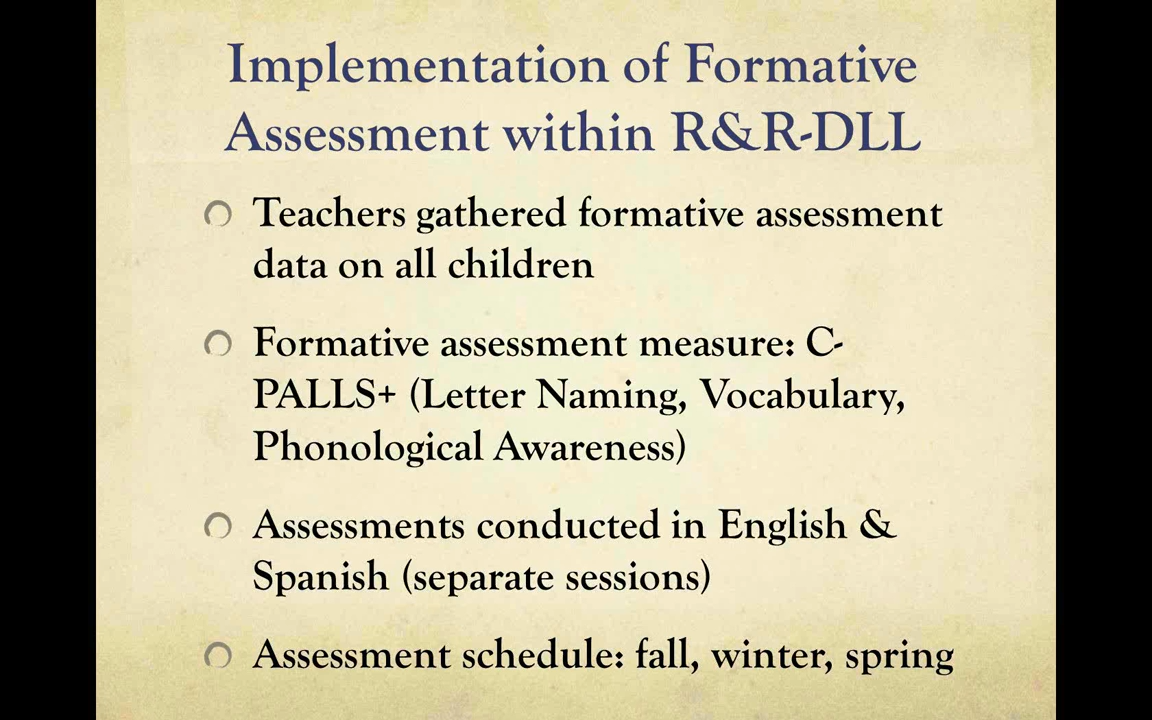 Implementation of Formative
Assessment within R&R-DLL
Teachers gathered formative assessment
data on all children
Formative assessment measure: C-
PALLS+ (Letter Naming, Vocabulary,
Phonological Awareness)
Assessments conducted in English &
Spanish (separate sessions)
Assessment schedule: fall, winter, spring